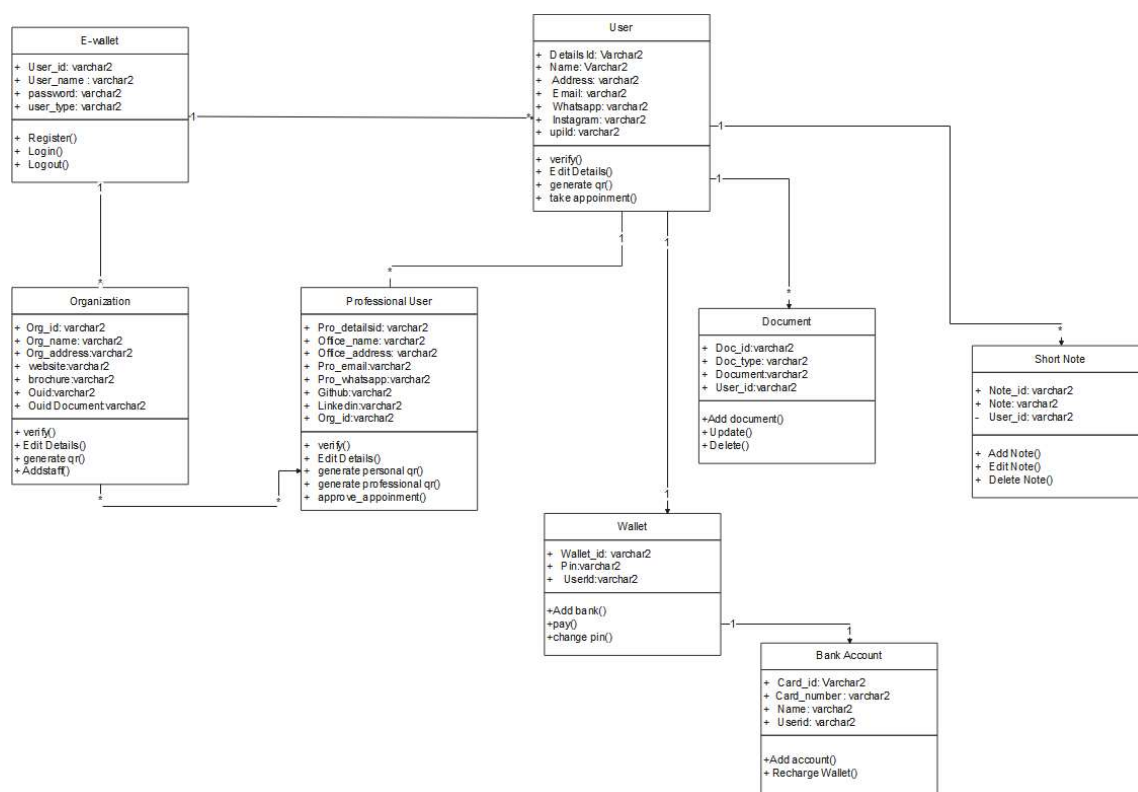 E-wallet
+ User_id: varchar2
+ User_name : varchar2
+ password: varchar2
+ user_type: varchar2
+ Register()
+ Login()
+ Logout()
User
+ Details Id: Varchar2
+ Name: Varchar2
+ Address: varchar2
+ Email: varchar2
+ Whatsapp: varchar2
+ Instagram: varchar2
+ upiId: varchar2
+ verify()
+ Edit Details()
+ generate qr()
+ take appoinment()
1
*
1
*
1
*
1
*
1
*
1
1
Organization
+ Org_id: varchar2
+ Org_name: varchar2
+ Org_address:varchar2
+ website:varchar2
+ brochure:varchar2
+ Ouid:varchar2
+ Ouid Document:varchar2
+ verify()
+ Edit Details()
+ generate qr()
+ Addstaff()
*
*
Professional User
+ Pro_detailsid: varchar2
+ Office_name: varchar2
+ Office_address: varchar2
+ Pro_email:varchar2
+ Pro_whatsapp:varchar2
+ Github:varchar2
+ Linkedin:varchar2
+ Org_id:varchar2
+ verify()
+ Edit Details()
+ generate personal qr()
+ generate professional qr()
+ approve_appoinment()
Document
+ Doc_id:varchar2
+ Doc_type: varchar2
+ Document:varchar2
+ User_id:varchar2
+Add document()
+Update()
+Delete()
Short Note
+ Note_id: varchar2
+ Note: varchar2
- User_id: varchar2
+ Add Note()
+ Edit Note()
+ Delete Note()
Wallet
+ Wallet_id: varchar2
+ Pin:varchar2
+ UserId:varchar2
+Add bank()
+pay()
+change pin()
1
1
Bank Account
+ Card_id: Varchar2
+ Card_number : varchar2
+ Name: varchar2
+ Userid: varchar2
+Add account()
+ Recharge Wallet()